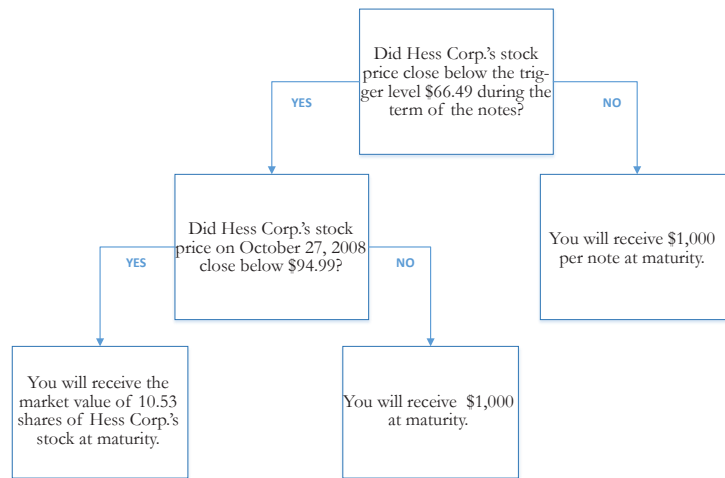 Did Hess Corp.'s stock
price close below the trig-
ger level $66.49 during the
term of the notes?
YES
NO
Did Hess Corp.'s stock
price on October 27, 2008
close below $94.99?
You will receive $1,000
per note at maturity.
YES
NO
You will receive the
market value of 10.53
shares of Hess Corp.'s
stock at maturity.
You will receive $1,000
at maturity.